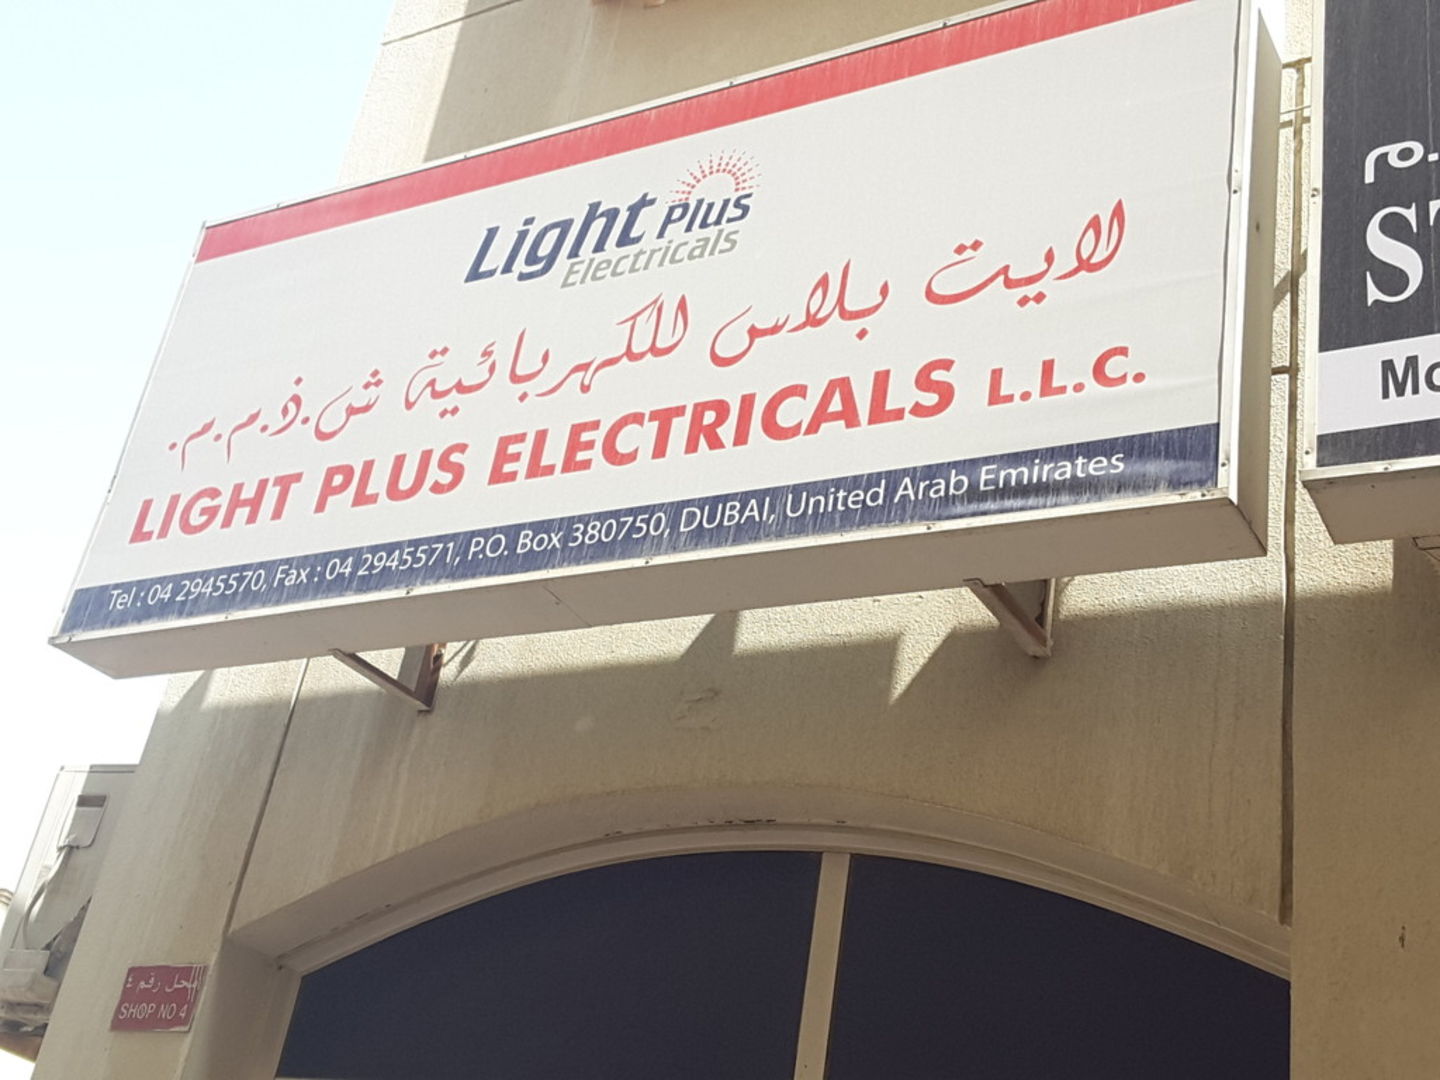 Light Plus
Electricals
لايت بلاس للكهربائية ش.ذ.م.م.
LIGHT PLUS ELECTRICALS L.L.C.
Tel : 04 2945570, Fax : 04 2945571, P.O. Box 380750, DUBAI, United Arab Emirates
محل رقم ٤
SHOP NO 4